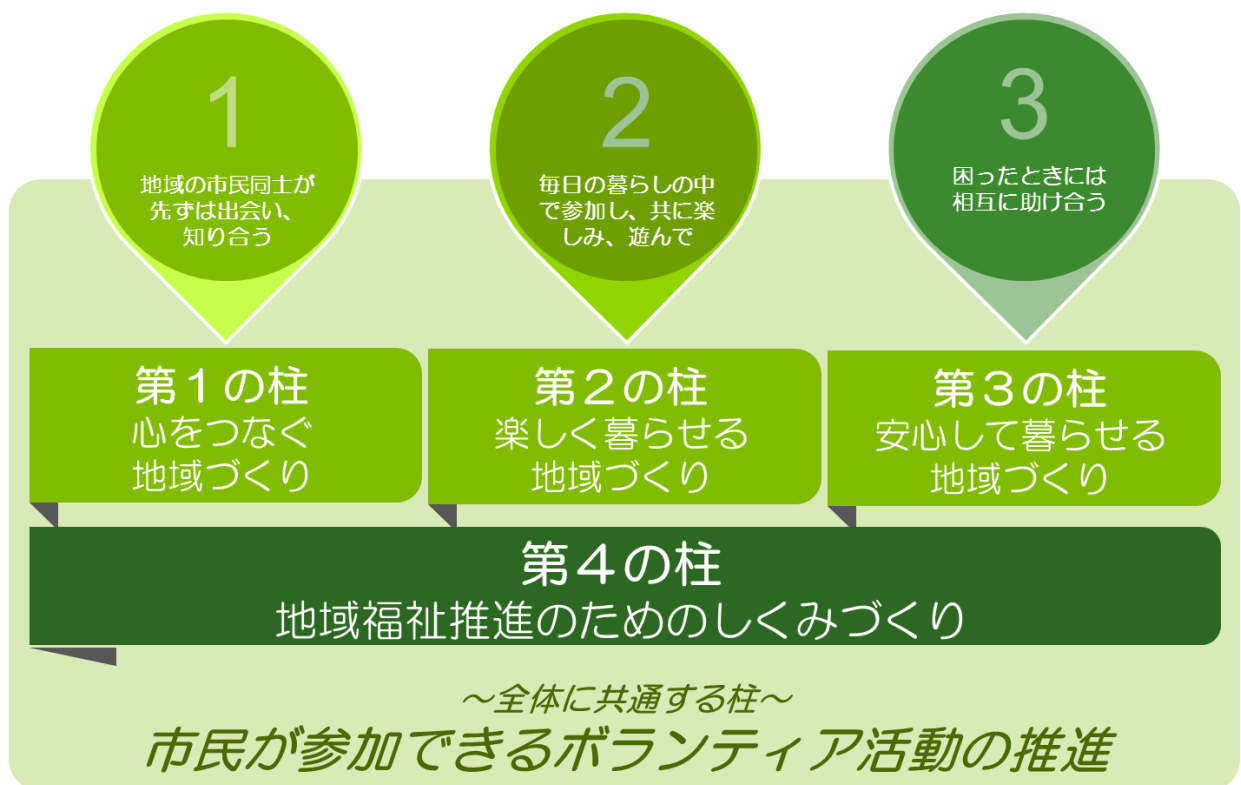 1
地域の市民同士が
先ずは出会い、
知り合う
2
毎日の暮らしの中
で参加し、共に楽
しみ、遊んで
3
困ったときには
相互に助け合う
第１の柱
心をつなぐ
地域づくり
第２の柱
楽しく暮らせる
地域づくり
第３の柱
安心して暮らせる
地域づくり
第４の柱
地域福祉推進のためのしくみづくり
～全体に共通する柱～
市民が参加できるボランティア活動の推進